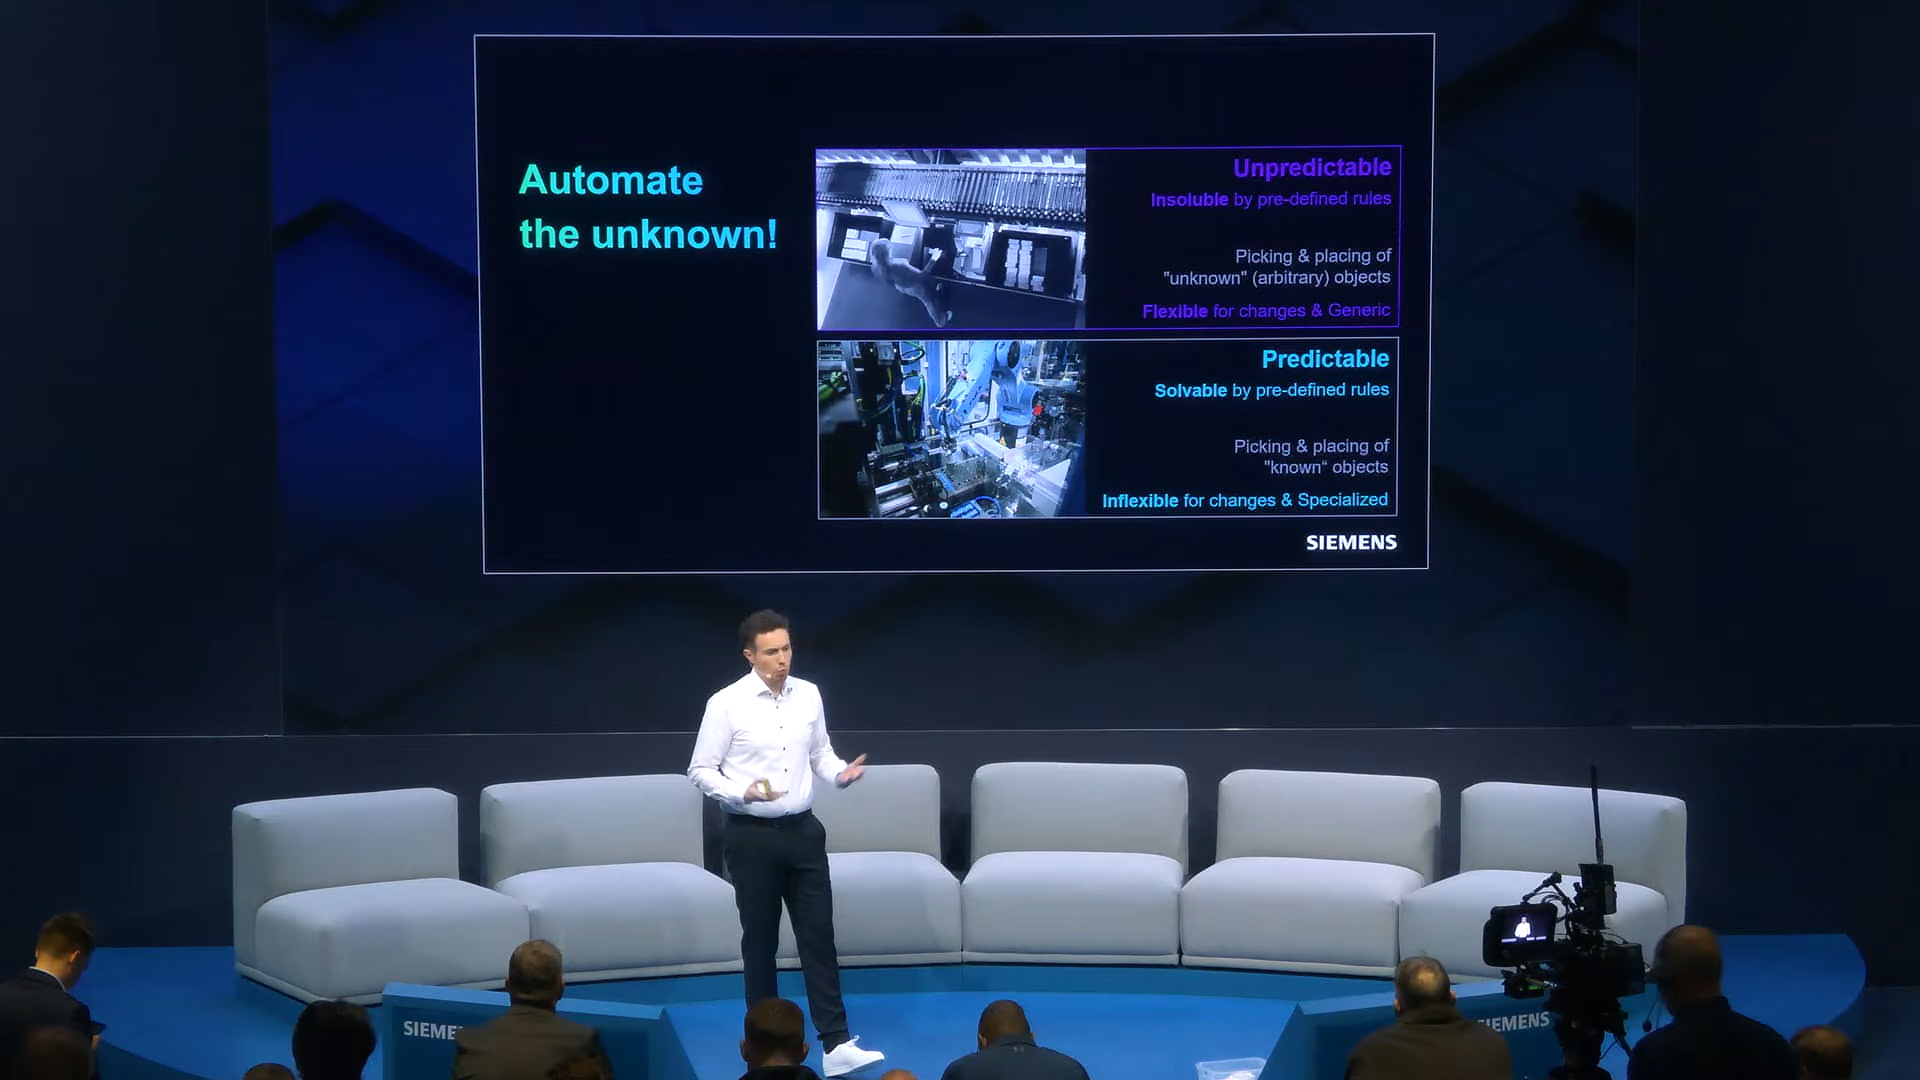 Automate
the unknown!
Unpredictable
Insoluble by pre-defined rules
Picking & placing of
"unknown" (arbitrary) objects
Flexible for changes & Generic
Predictable
Solvable by pre-defined rules
Picking & placing of
"known“ objects
Inflexible for changes & Specialized
SIEMENS
SIEME
IEMENS